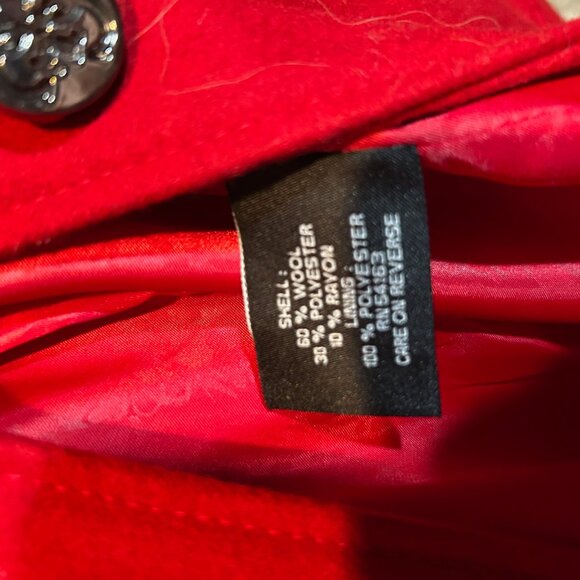 SHELL :
60 % WOOL
30 % POLYESTER
10 % RAYON
LINING :
100 % POLYESTER
RN 54163
CARE ON REVERSE